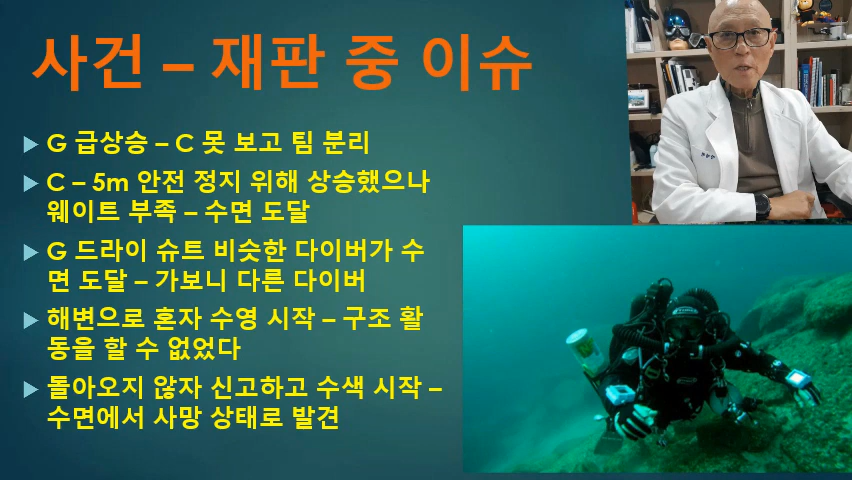 사건 – 재판 중 이슈
G 급상승 – C 못 보고 팀 분리
C – 5m 안전 정지 위해 상승했으나
웨이트 부족 – 수면 도달
G 드라이 슈트 비슷한 다이버가 수
면 도달 – 가보니 다른 다이버
해변으로 혼자 수영 시작 – 구조 활
동을 할 수 없었다
돌아오지 않자 신고하고 수색 시작 –
수면에서 사망 상태로 발견